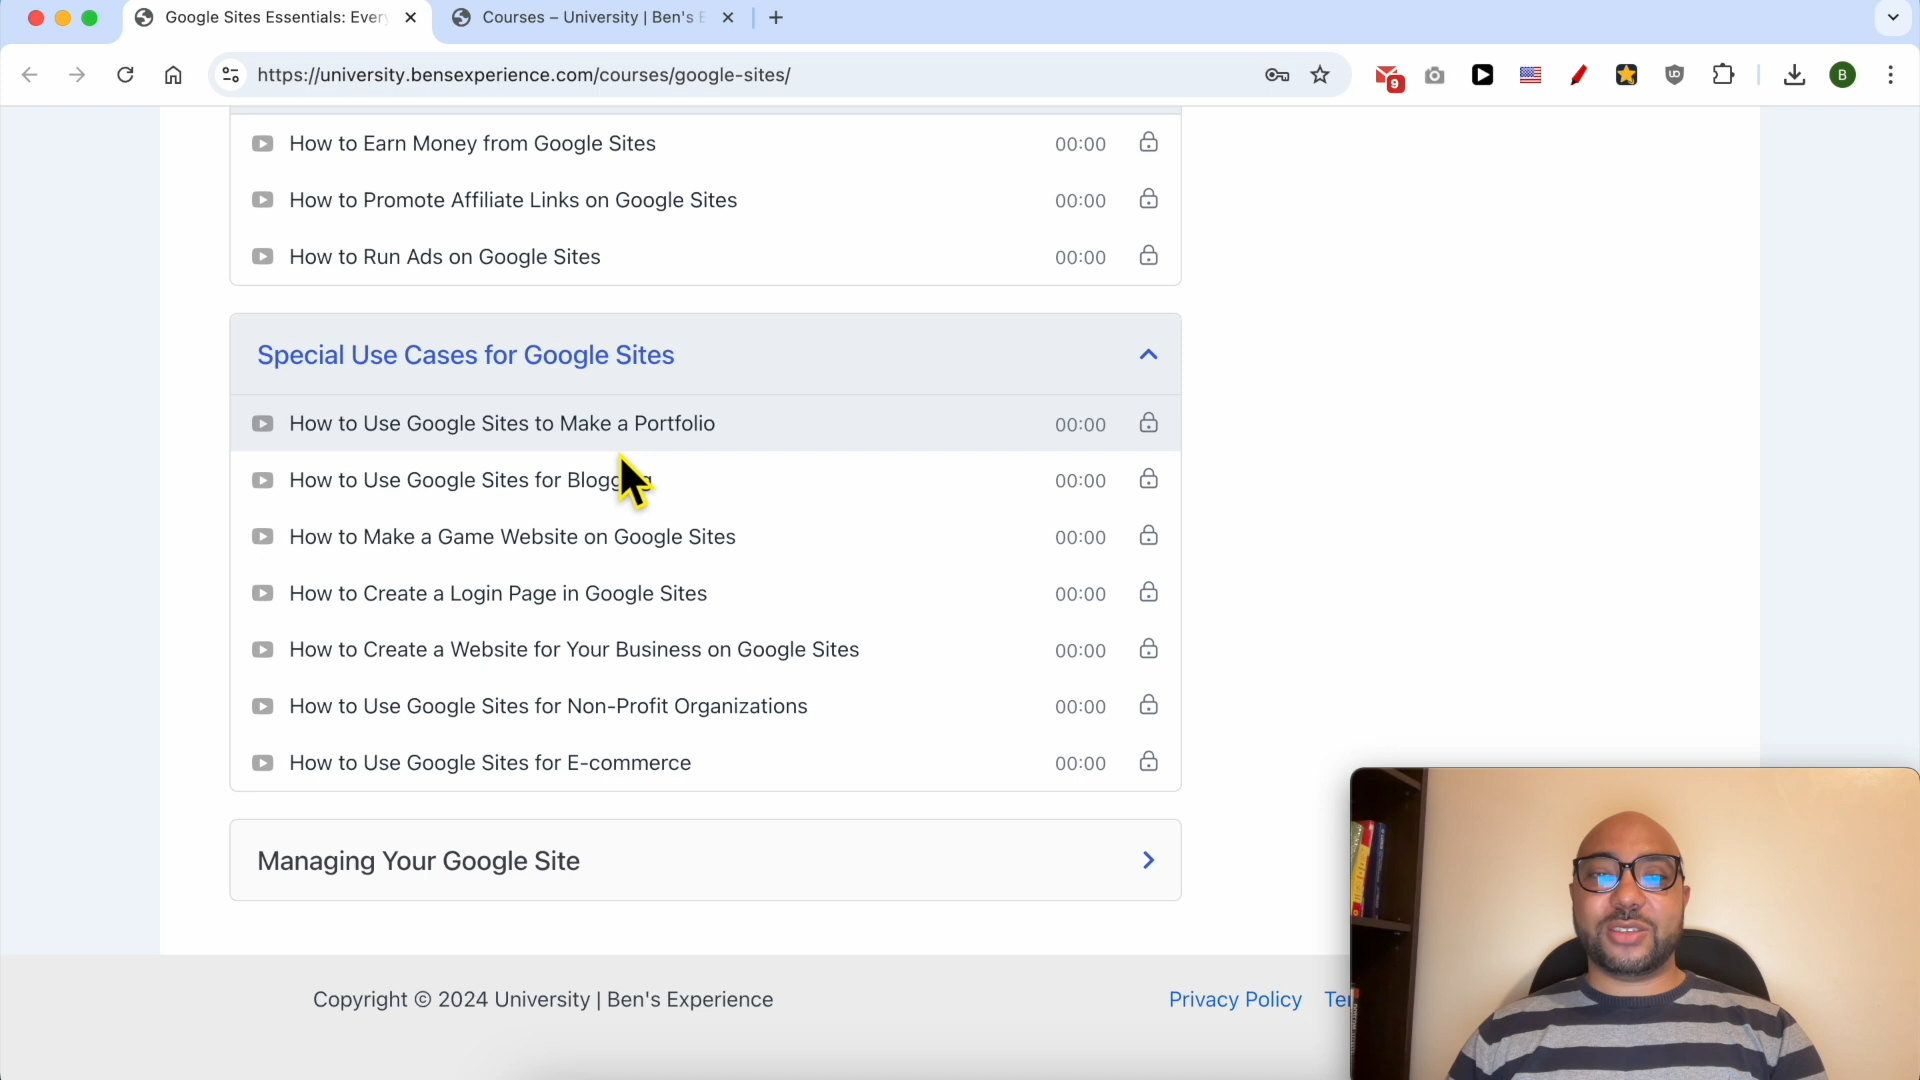 Google Sites Essentials: Ever
Courses – University | Ben's E
https://university.bensexperience.com/courses/google-sites/
9
B
How to Earn Money from Google Sites 00:00
How to Promote Affiliate Links on Google Sites 00:00
How to Run Ads on Google Sites 00:00
Special Use Cases for Google Sites
How to Use Google Sites to Make a Portfolio 00:00
How to Use Google Sites for Blogging 00:00
How to Make a Game Website on Google Sites 00:00
How to Create a Login Page in Google Sites 00:00
How to Create a Website for Your Business on Google Sites 00:00
How to Use Google Sites for Non-Profit Organizations 00:00
How to Use Google Sites for E-commerce 00:00
Managing Your Google Site
Copyright © 2024 University | Ben's Experience
Privacy Policy